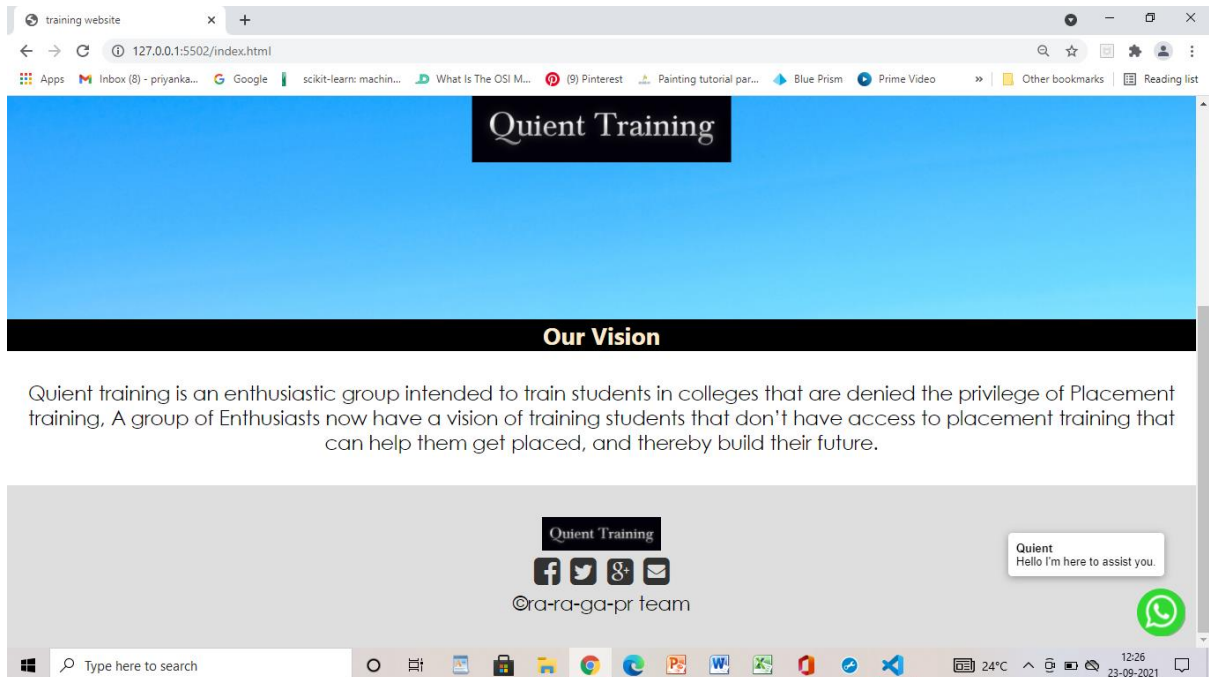 training website
127.0.0.1:5502/index.html
Apps
Inbox (8) - priyanka...
Google
scikit-learn: machin...
What Is The OSI M...
(9) Pinterest
Painting tutorial par...
Blue Prism
Prime Video
»
Other bookmarks
Reading list
Quient Training
Our Vision
Quient training is an enthusiastic group intended to train students in colleges that are denied the privilege of Placement
training, A group of Enthusiasts now have a vision of training students that don't have access to placement training that
can help them get placed, and thereby build their future.
Quient Training
©ra-ra-ga-pr team
Quient
Hello I'm here to assist you.
Type here to search
24°C
12:26
23-09-2021